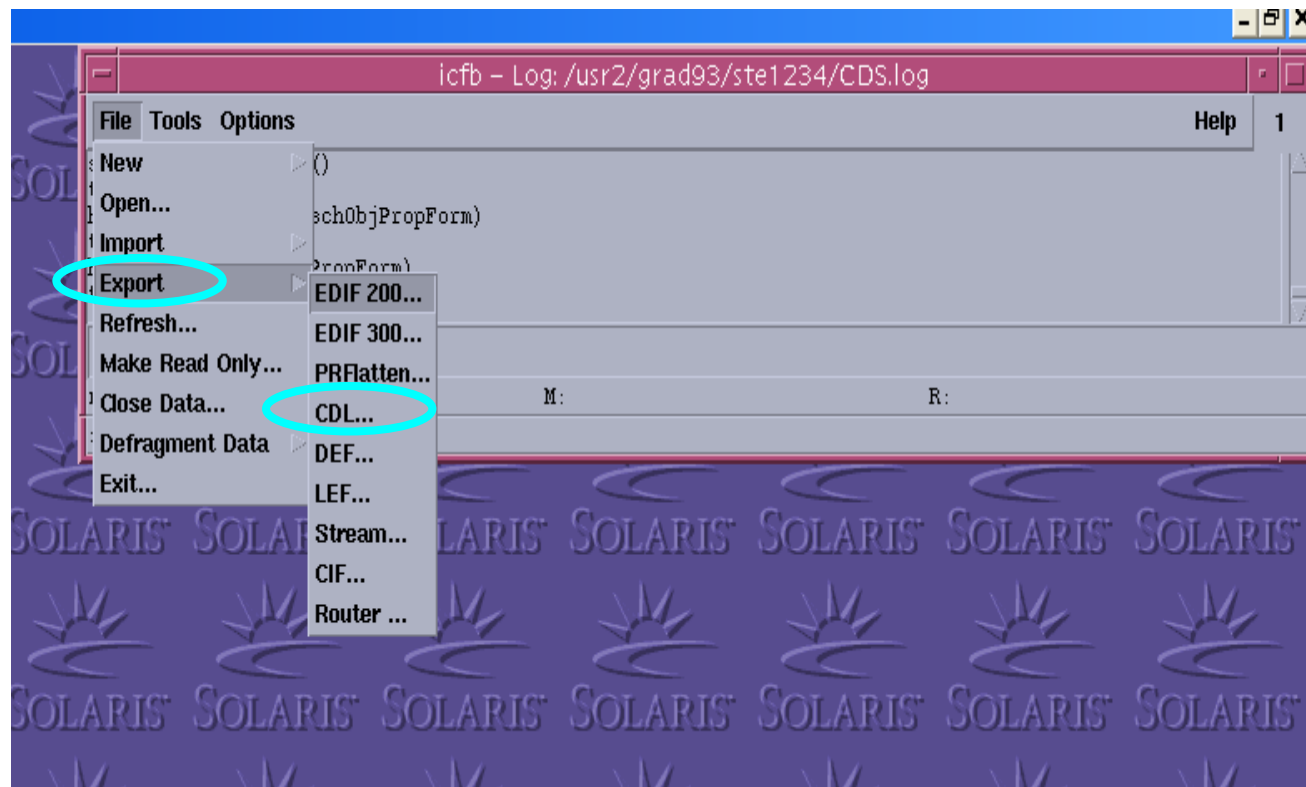 icfb – Log: /usr2/grad93/ste1234/CDS.log
File Tools Options Help 1
New
()
Open...
schObjPropForm)
Import
PropForm)
Export
EDIF 200...
Refresh...
EDIF 300...
Make Read Only...
PRFlatten...
Close Data...
CDL...
M: R:
Defragment Data
DEF...
Exit...
LEF...
Stream...
CIF...
Router ...
SOLARIS SOLARIS SOLARIS SOLARIS SOLARIS
SOLARIS SOLARIS SOLARIS SOLARIS SOLARIS SOLARIS SOLARIS